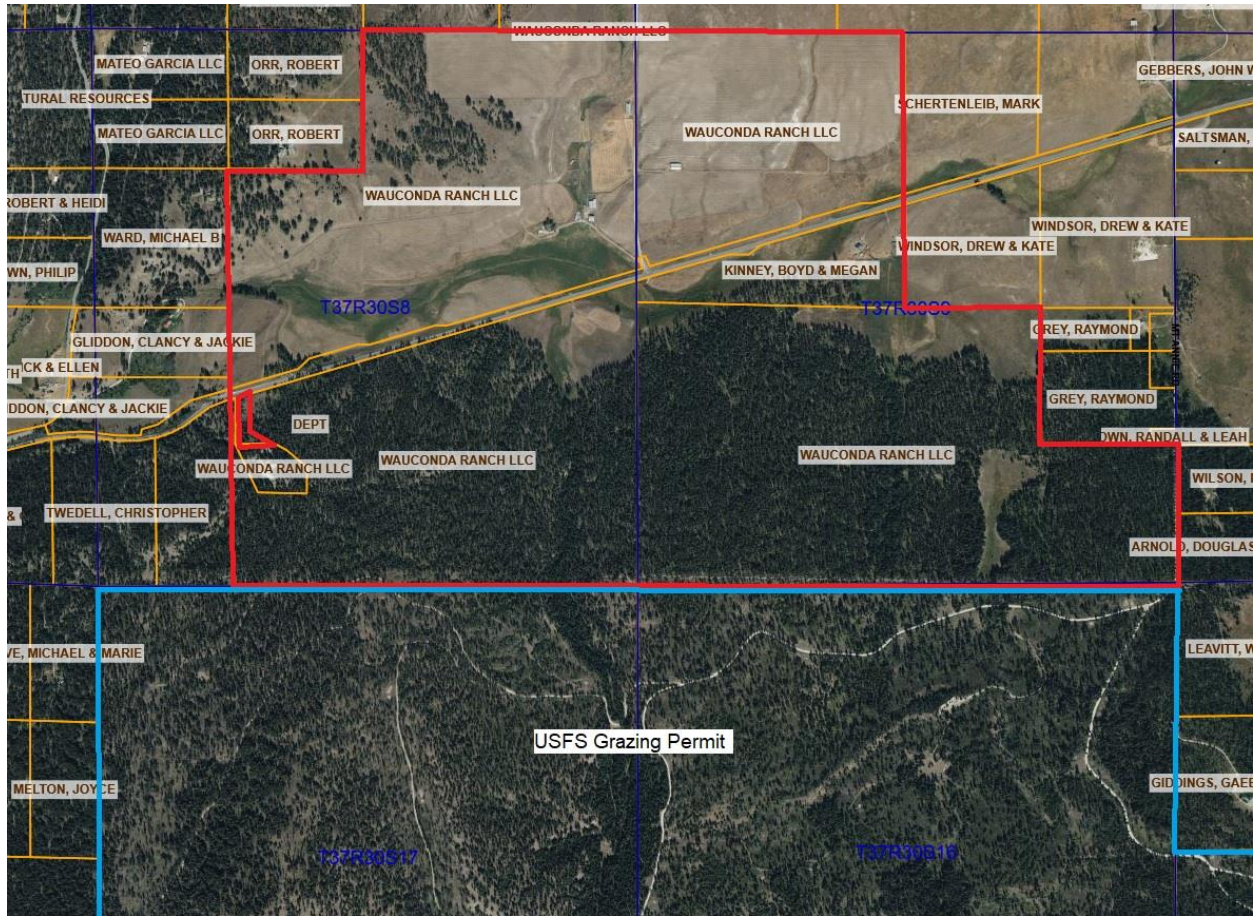 WAUCONDA RANCH LLC
MATEO GARCIA LLC
ORR, ROBERT
GEBBERS, JOHN W
TURAL RESOURCES
SCHERTENLEIB, MARK
MATEO GARCIA LLC
ORR, ROBERT
WAUCONDA RANCH LLC
SALTSMAN,
WAUCONDA RANCH LLC
ROBERT & HEIDI
WARD, MICHAEL B
WINDSOR, DREW & KATE
WINDSOR, DREW & KATE
WN, PHILIP
KINNEY, BOYD & MEGAN
T37R30S8
T37R30S9
GREY, RAYMOND
GLIDDON, CLANCY & JACKIE
TH
CK & ELLEN
GREY, RAYMOND
DDON, CLANCY & JACKIE
DEPT
OWN, RANDALL & LEAH
WAUCONDA RANCH LLC
WAUCONDA RANCH LLC
WAUCONDA RANCH LLC
WILSON,
& 
TWEDELL, CHRISTOPHER
ARNOLD, DOUGLAS
VE, MICHAEL & MARIE
LEAVITT, W
USFS Grazing Permit
MELTON, JOYCE
GIDDINGS, GAEB
T37R30S17
T37R30S16